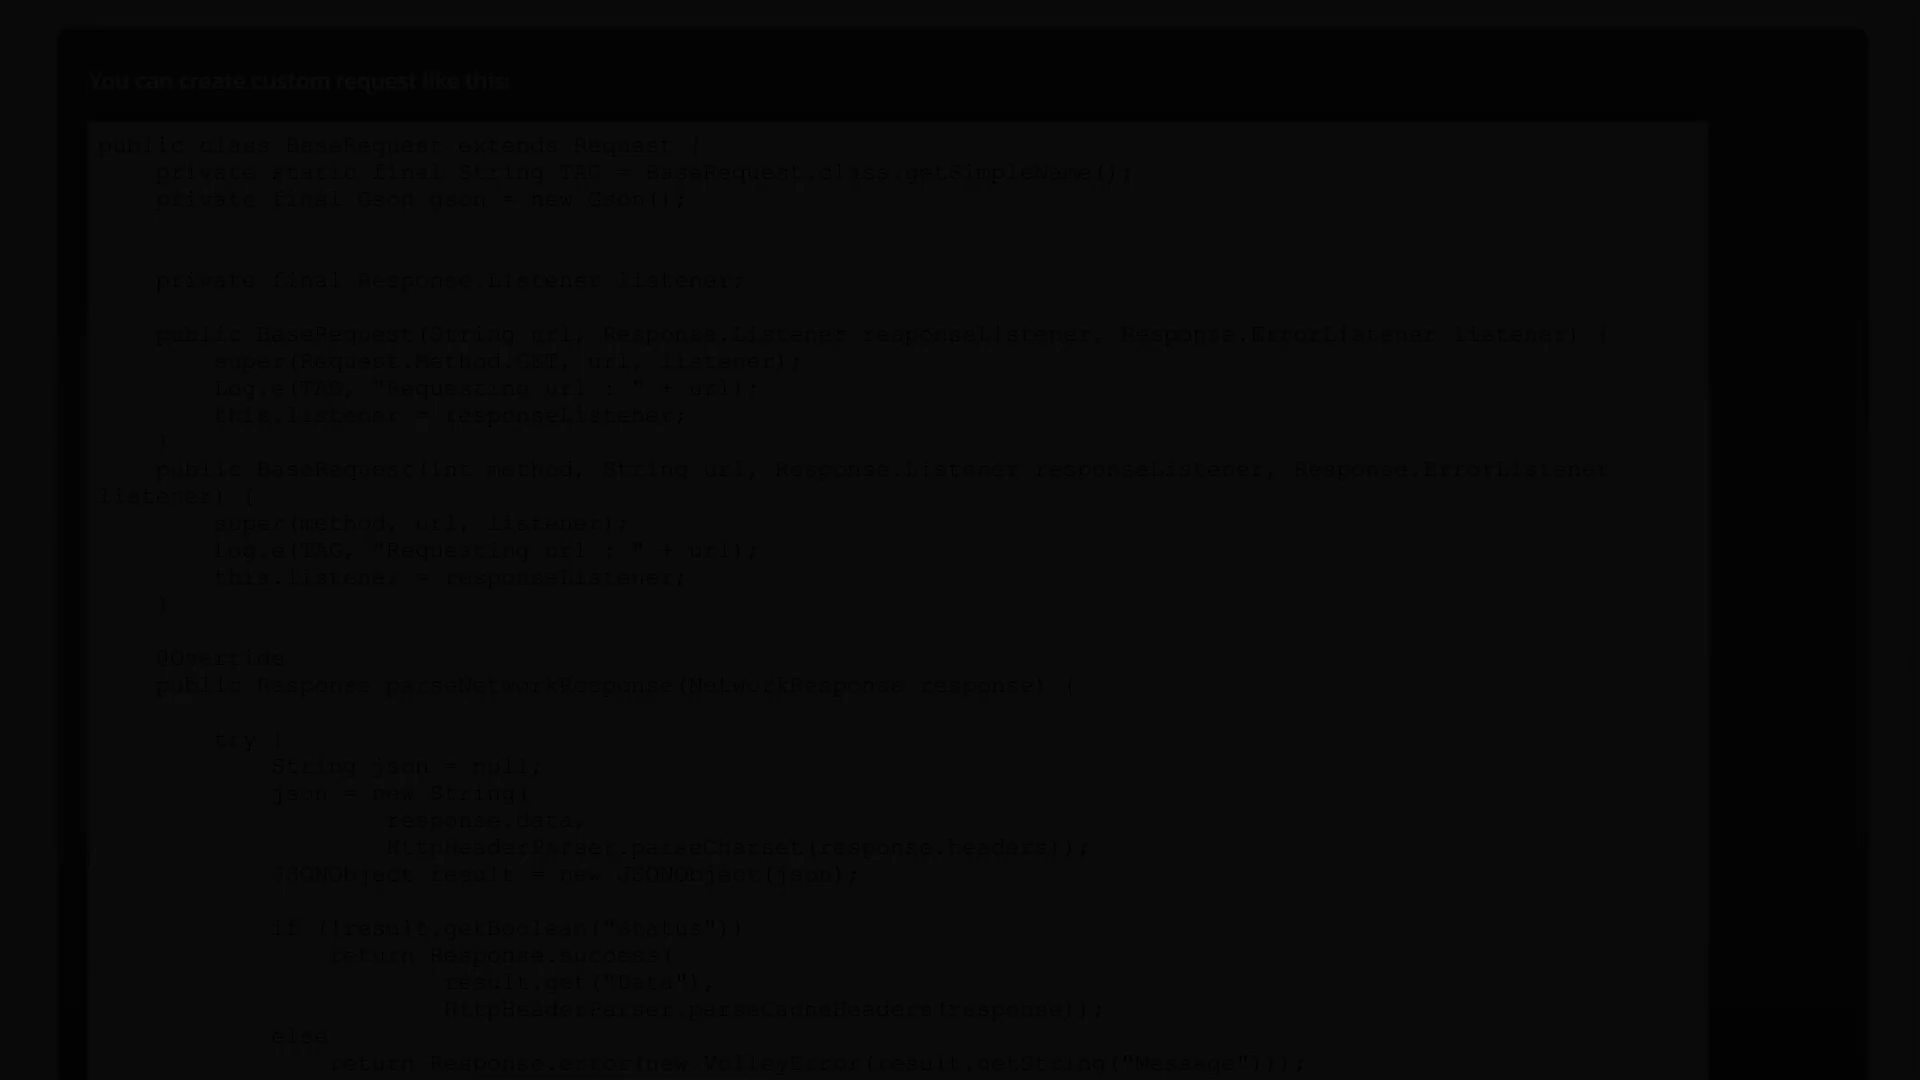 You can create custom request like this:
public class BaseRequest extends Request {
    private static final String TAG = BaseRequest.class.getSimpleName();
    private final Gson gson = new Gson();
    private final Response.Listener listener;
    public BaseRequest(String url, Response.Listener responseListener, Response.ErrorListener listener) {
        super(Request.Method.GET, url, listener);
        Log.e(TAG, "Requesting url : " + url);
        this.listener = responseListener;
    }
    public BaseRequest(int method, String url, Response.Listener responseListener, Response.ErrorListener
listener) {
        super(method, url, listener);
        Log.e(TAG, "Requesting url : " + url);
        this.listener = responseListener;
    }
    @Override
    public Response parseNetworkResponse(NetworkResponse response) {
        try {
            String json = null;
            json = new String(
                    response.data,
                    HttpHeaderParser.parseCharset(response.headers));
            JSONObject result = new JSONObject(json);
            if (!result.getBoolean("Status"))
                return Response.success(
                        result.get("Data"),
                        HttpHeaderParser.parseCacheHeaders(response));
            else
                return Response.error(new VolleyError(result.getString("Message")));